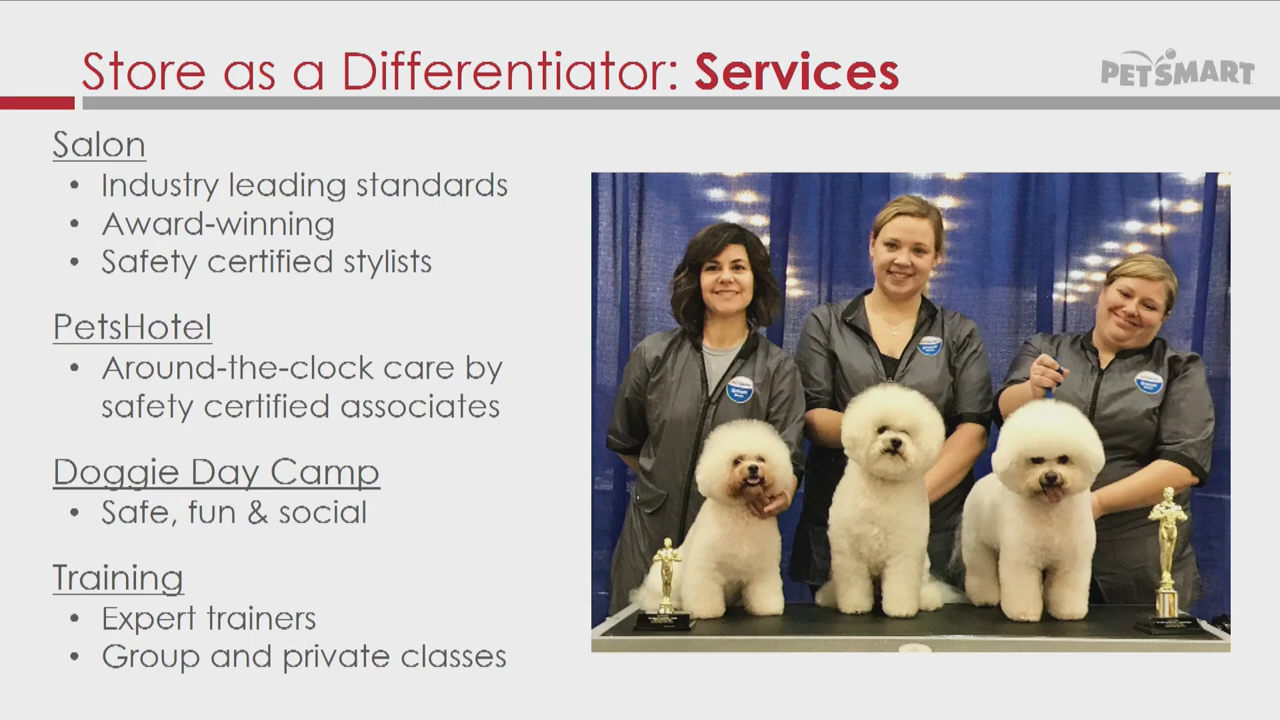 Store as a Differentiator: Services
PETSMART
Salon
• Industry leading standards
• Award-winning
• Safety certified stylists
PetsHotel
• Around-the-clock care by
safety certified associates
Doggie Day Camp
• Safe, fun & social
Training
• Expert trainers
• Group and private classes